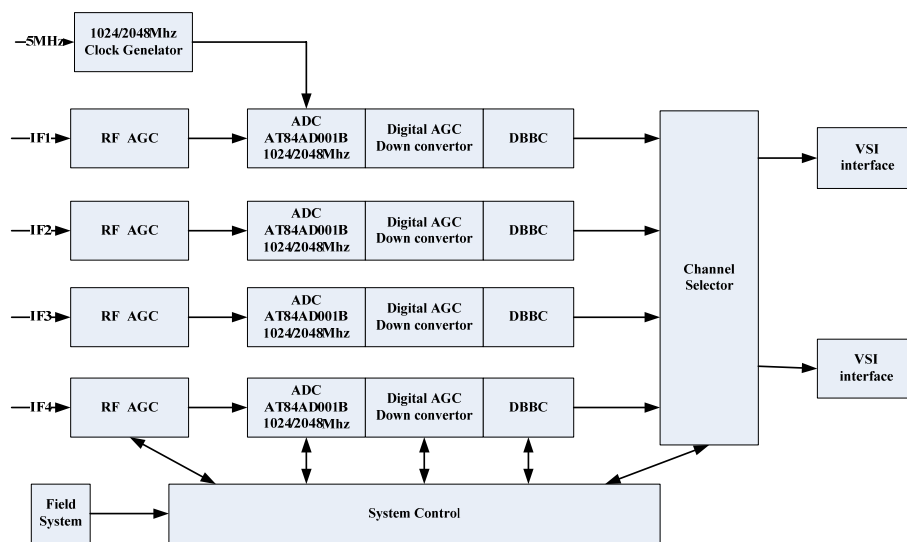 5MHz
1024/2048Mhz
Clock Genelator
IF1
RF AGC
ADC
AT84AD001B
1024/2048Mhz
Digital AGC
Down convertor
DBBC
VSI
interface
IF2
RF AGC
ADC
AT84AD001B
1024/2048Mhz
Digital AGC
Down convertor
DBBC
Channel
Selector
IF3
RF AGC
ADC
AT84AD001B
1024/2048Mhz
Digital AGC
Down convertor
DBBC
VSI
interface
IF4
RF AGC
ADC
AT84AD001B
1024/2048Mhz
Digital AGC
Down convertor
DBBC
Field
System
System Control